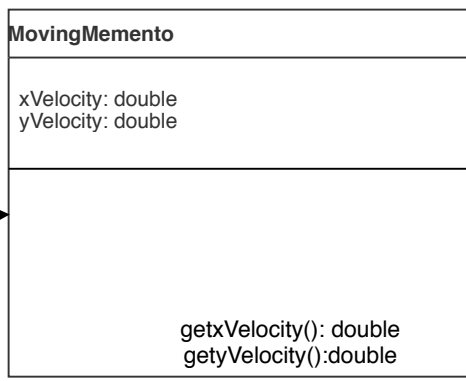 MovingMemento
xVelocity: double
yVelocity: double
getxVelocity(): double
getyVelocity():double